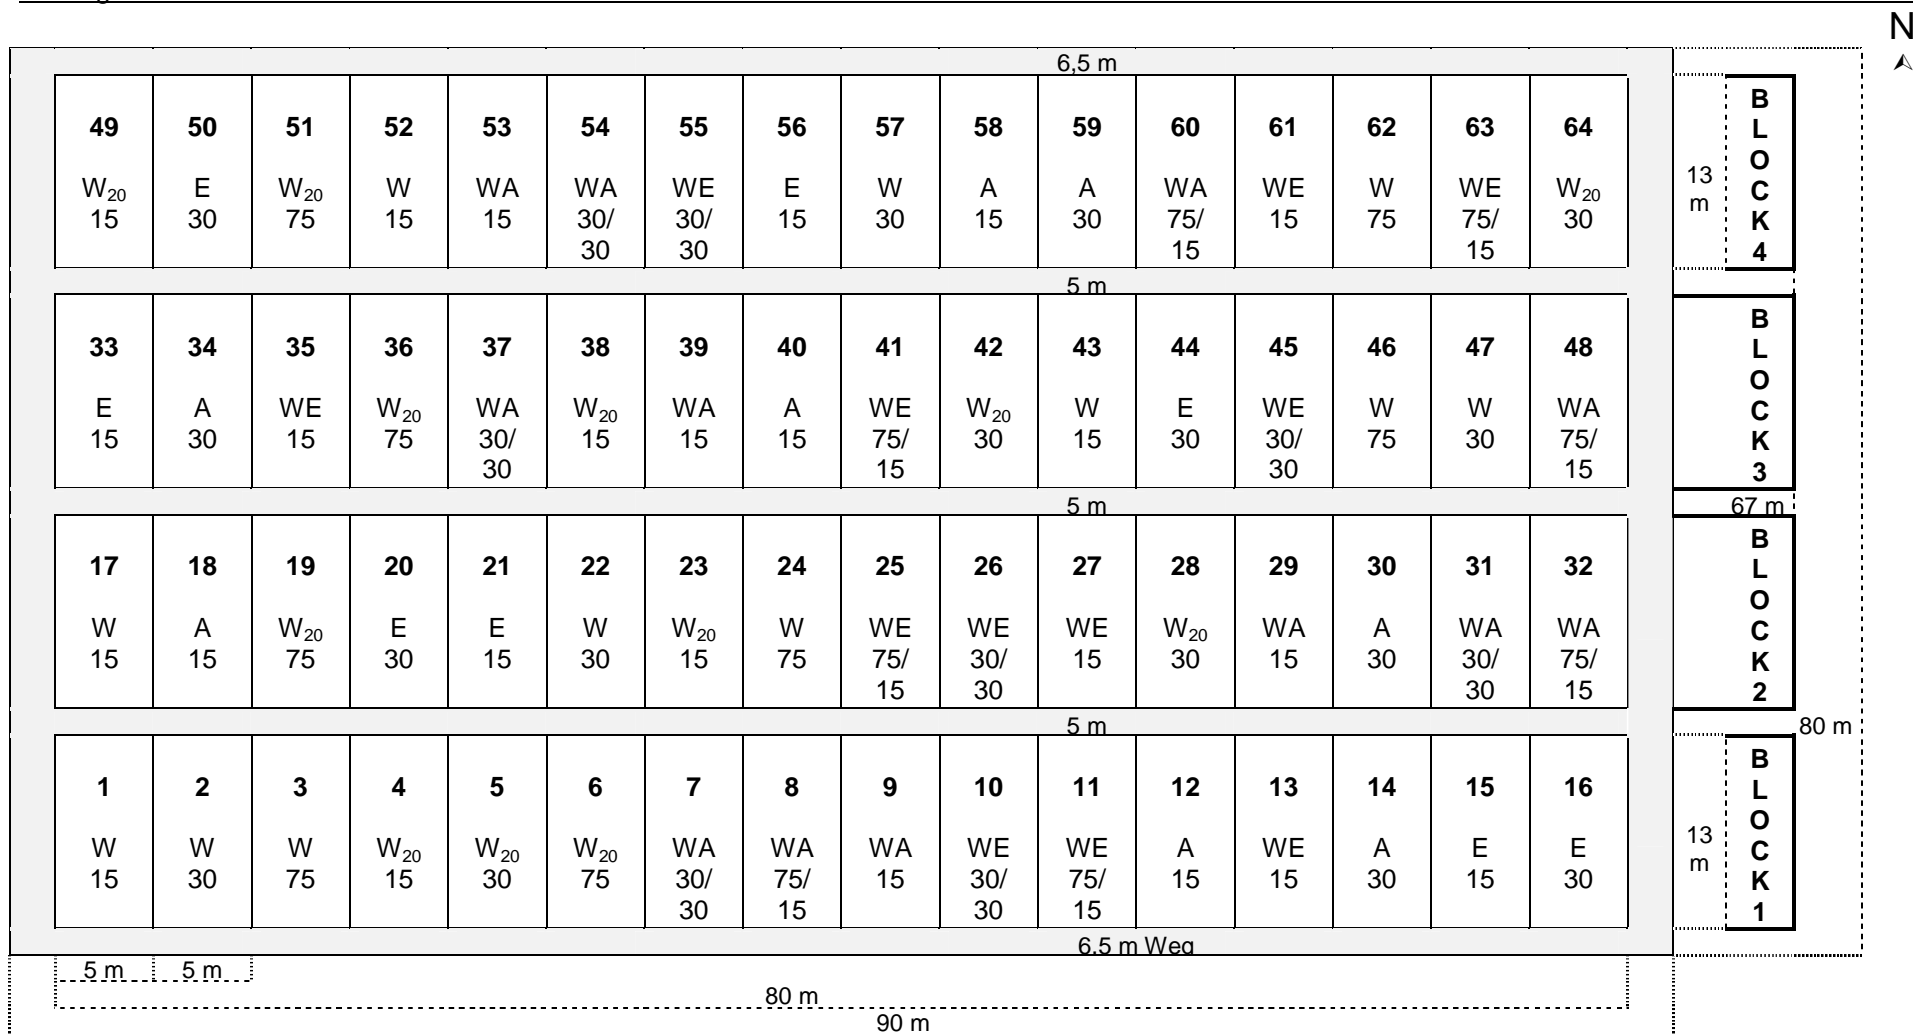 N
6,5 m
49 50 51 52 53 54 55 56 57 58 59 60 61 62 63 64
W20 E W20 W WA WA WE E W A A WA WE W WE W20
15 30 75 15 15 30/ 30/ 15 30 15 30 75/ 15 75 75/ 30
30 30 15 15
13
m
B
L
O
C
K
4
5 m
33 34 35 36 37 38 39 40 41 42 43 44 45 46 47 48
E A WE W20 WA W20 WA A WE W20 W E WE W W WA
15 30 15 75 30/ 15 15 15 75/ 30 15 30 30/ 75 30 75/
30 15 30 15
B
L
O
C
K
3
5 m
67 m
17 18 19 20 21 22 23 24 25 26 27 28 29 30 31 32
W A W20 E E W W20 W WE WE WE W20 WA A WA WA
15 15 75 30 15 30 15 75 75/ 30/ 15 30 15 30 30/ 75/
15 30 30 15
B
L
O
C
K
2
5 m
80 m
1 2 3 4 5 6 7 8 9 10 11 12 13 14 15 16
W W W W20 W20 W20 WA WA WA WE WE A WE A E E
15 30 75 15 30 75 30/ 75/ 15 30/ 75/ 15 15 30 15 30
30 15 30 15
13
m
B
L
O
C
K
1
6,5 m Weg
5 m 5 m
80 m
90 m